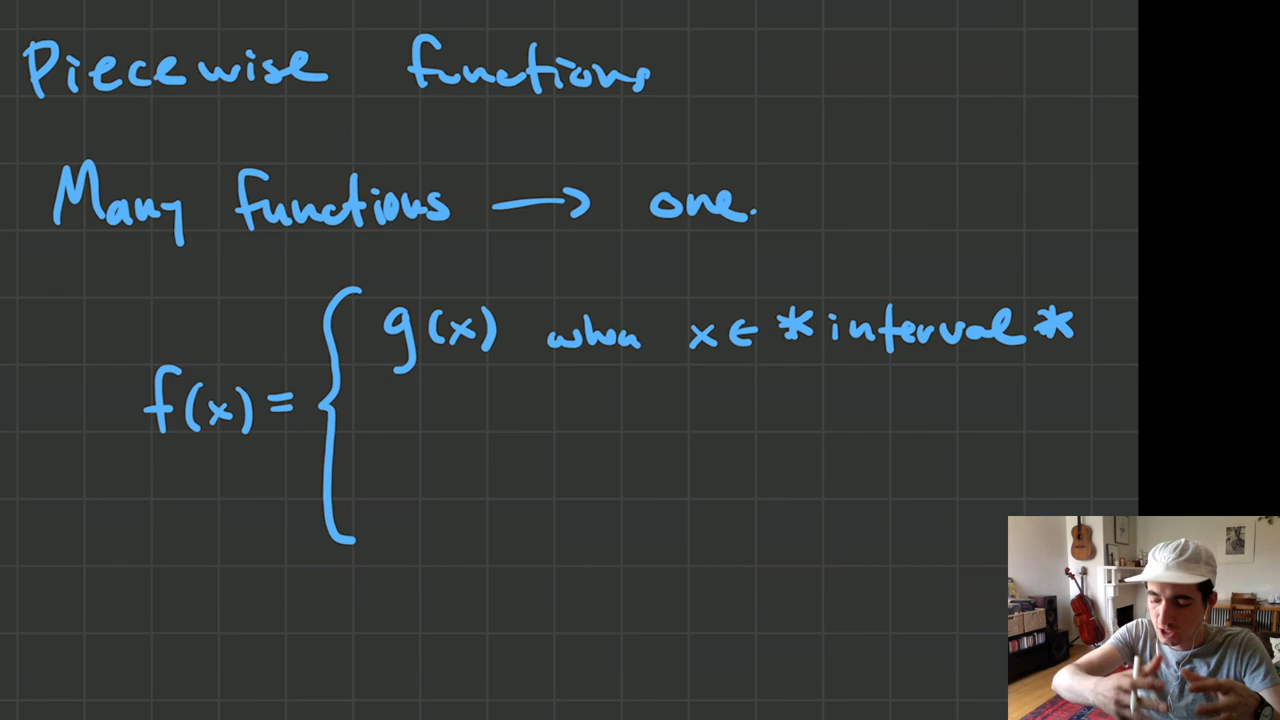 Piecewise functions
Many functions → one.
f(x) = { g(x) when x ∈ *interval*